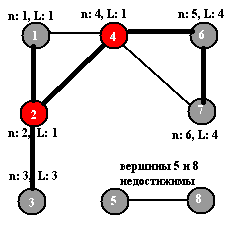 n: 1, L: 1
n: 4, L: 1
n: 5, L: 4
1
4
6
2
7
n: 2, L: 1
n: 6, L: 4
n: 3, L: 3
вершины 5 и 8
недостижимы
3
5
8